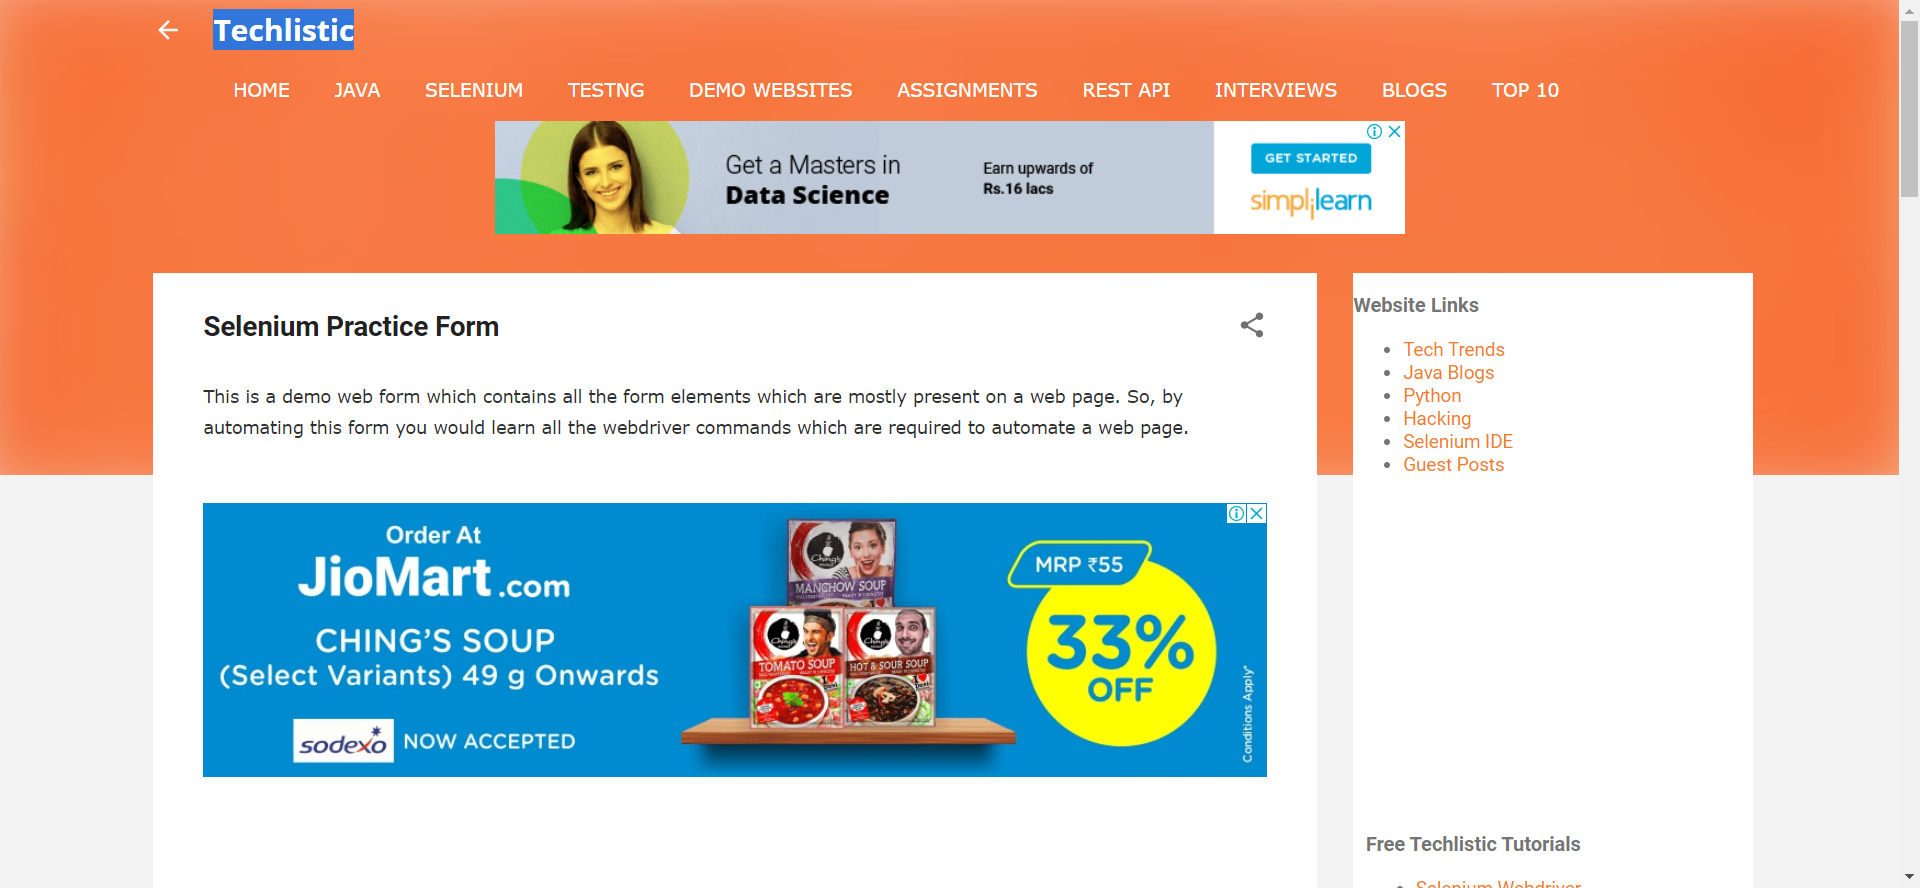 Techlistic
HOME JAVA SELENIUM TESTNG DEMO WEBSITES ASSIGNMENTS REST API INTERVIEWS BLOGS TOP 10
Get a Masters in
Data Science
Earn upwards of
Rs.16 lacs
GET STARTED
simplilearn
Selenium Practice Form
This is a demo web form which contains all the form elements which are mostly present on a web page. So, by
automating this form you would learn all the webdriver commands which are required to automate a web page.
Order At
JioMart.com
CHING'S SOUP
(Select Variants) 49 g Onwards
sodexo NOW ACCEPTED
Ching's
MANCHOW SOUP
Ching's
TOMATO SOUP
Ching's
HOT & SOUR SOUP
MRP ₹55
33%
OFF
Conditions Apply*
Website Links
Tech Trends
Java Blogs
Python
Hacking
Selenium IDE
Guest Posts
Free Techlistic Tutorials
Selenium Webdriver